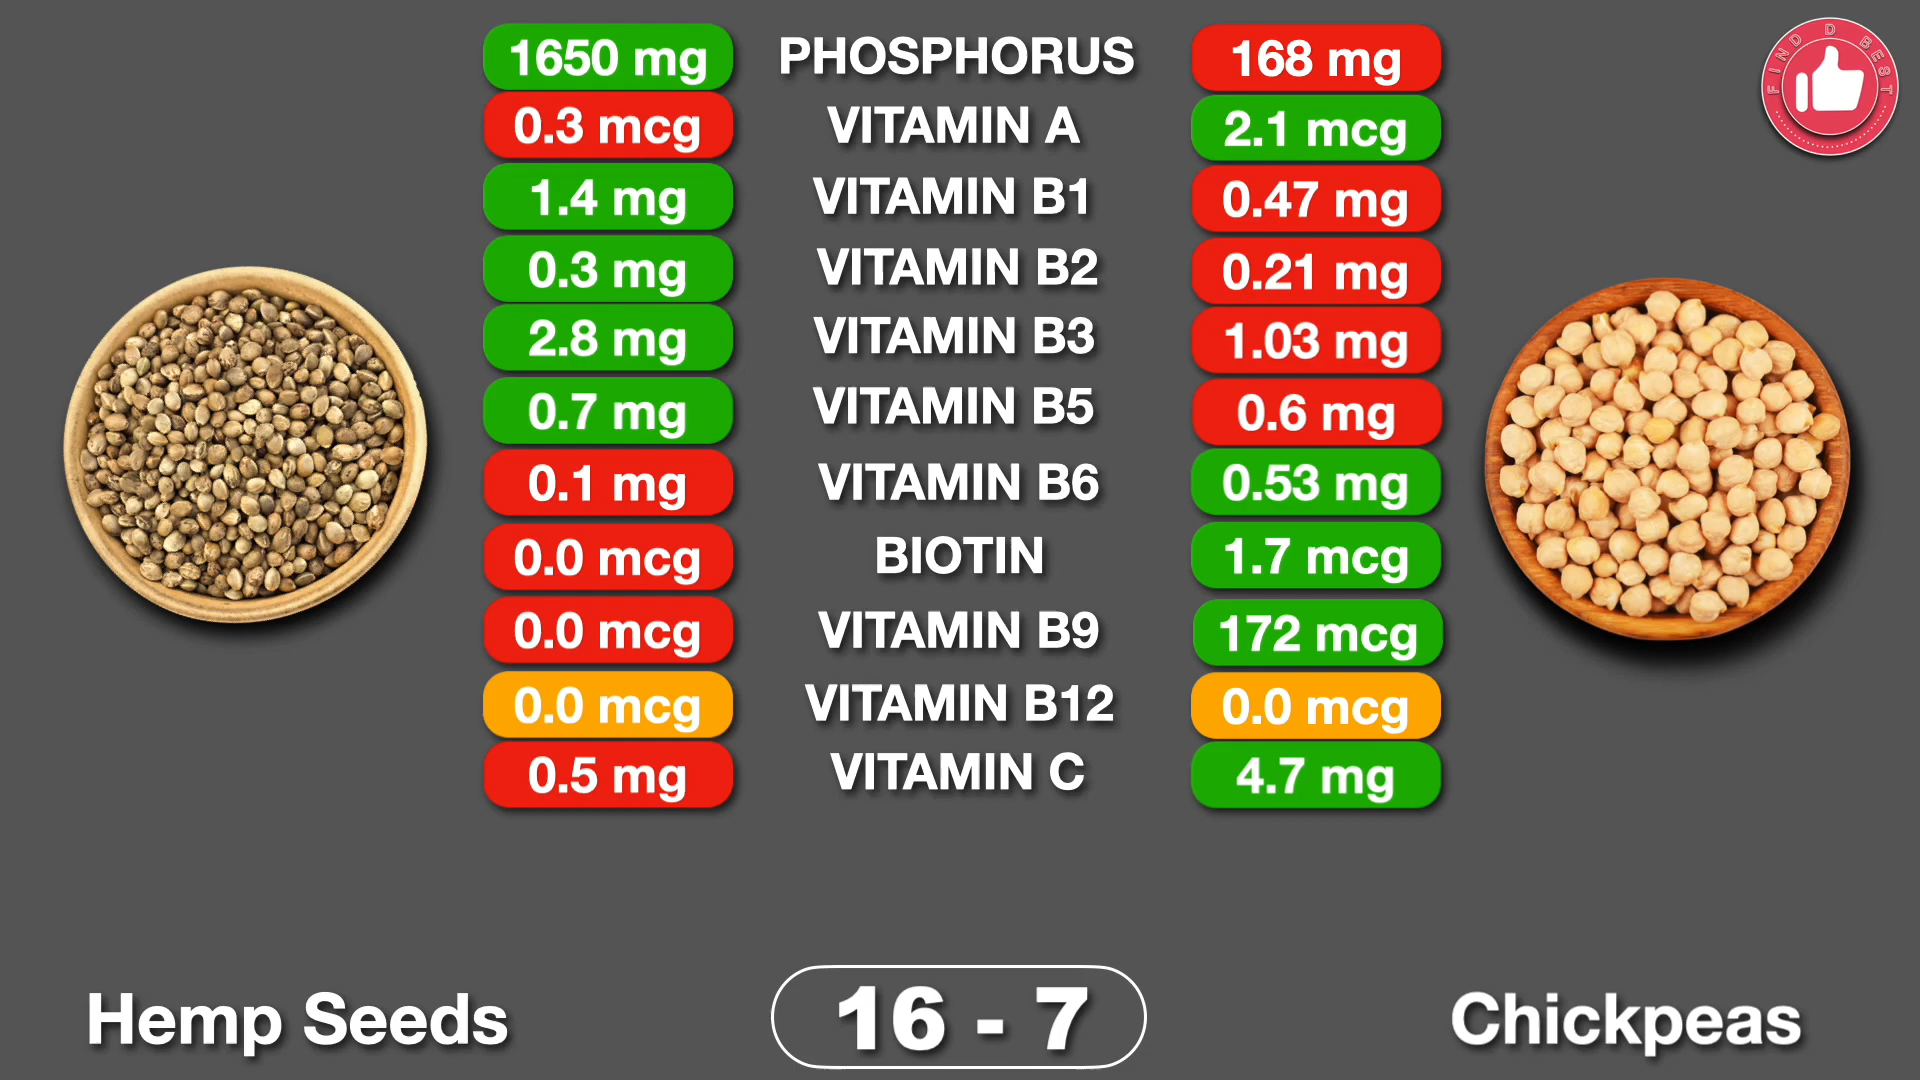 1650 mg PHOSPHORUS 168 mg
0.3 mcg VITAMIN A 2.1 mcg
1.4 mg VITAMIN B1 0.47 mg
0.3 mg VITAMIN B2 0.21 mg
2.8 mg VITAMIN B3 1.03 mg
0.7 mg VITAMIN B5 0.6 mg
0.1 mg VITAMIN B6 0.53 mg
0.0 mcg BIOTIN 1.7 mcg
0.0 mcg VITAMIN B9 172 mcg
0.0 mcg VITAMIN B12 0.0 mcg
0.5 mg VITAMIN C 4.7 mg
Hemp Seeds 16 - 7 Chickpeas
FIND D BEST